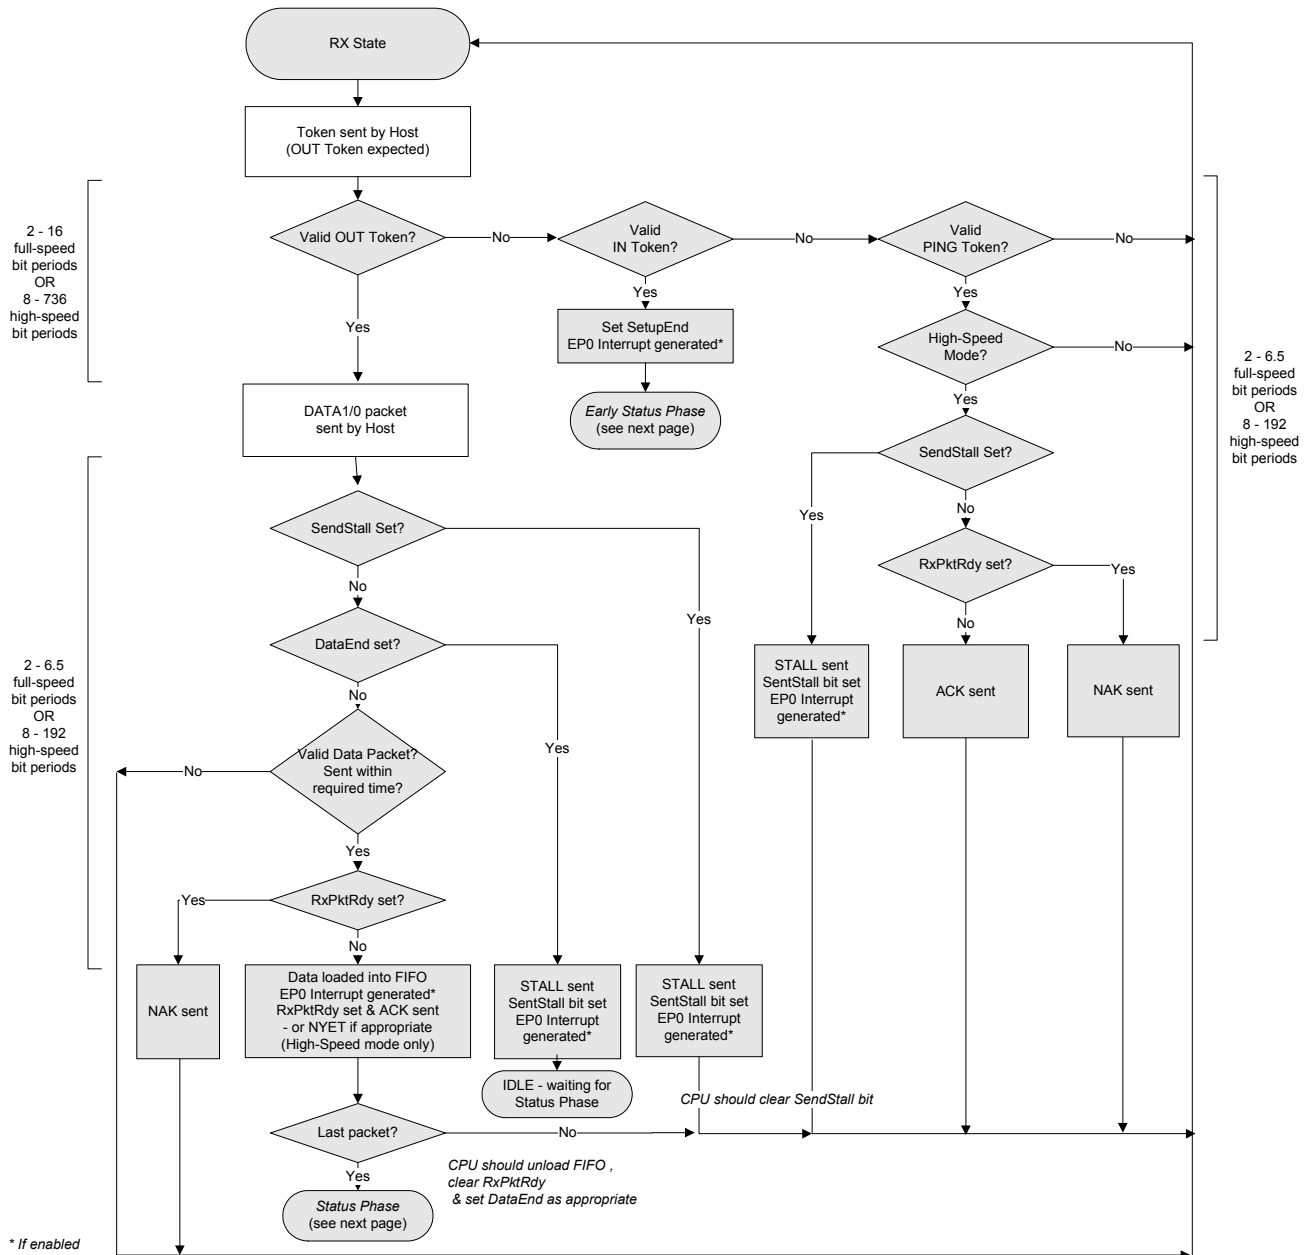 RX State
Token sent by Host
(OUT Token expected)
2 - 16
full-speed
bit periods
OR
8 - 736
high-speed
bit periods
Valid OUT Token?
No
Valid
IN Token?
No
Valid
PING Token?
No
Yes
Yes
Yes
Set SetupEnd
EP0 Interrupt generated*
High-Speed
Mode?
No
2 - 6.5
full-speed
bit periods
OR
8 - 192
high-speed
bit periods
Yes
DATA1/0 packet
sent by Host
Early Status Phase
(see next page)
SendStall Set?
Yes
No
SendStall Set?
No
Yes
RxPktRdy set?
Yes
No
DataEnd set?
No
Yes
STALL sent
SentStall bit set
EP0 Interrupt
generated*
ACK sent
NAK sent
2 - 6.5
full-speed
bit periods
OR
8 - 192
high-speed
bit periods
Valid Data Packet?
Sent within
required time?
No
Yes
RxPktRdy set?
Yes
No
NAK sent
Data loaded into FIFO
EP0 Interrupt generated*
RxPktRdy set & ACK sent
- or NYET if appropriate
(High-Speed mode only)
STALL sent
SentStall bit set
EP0 Interrupt
generated*
STALL sent
SentStall bit set
EP0 Interrupt
generated*
IDLE - waiting for
Status Phase
CPU should clear SendStall bit
Last packet?
No
Yes
CPU should unload FIFO ,
clear RxPktRdy
& set DataEnd as appropriate
Status Phase
(see next page)
* If enabled